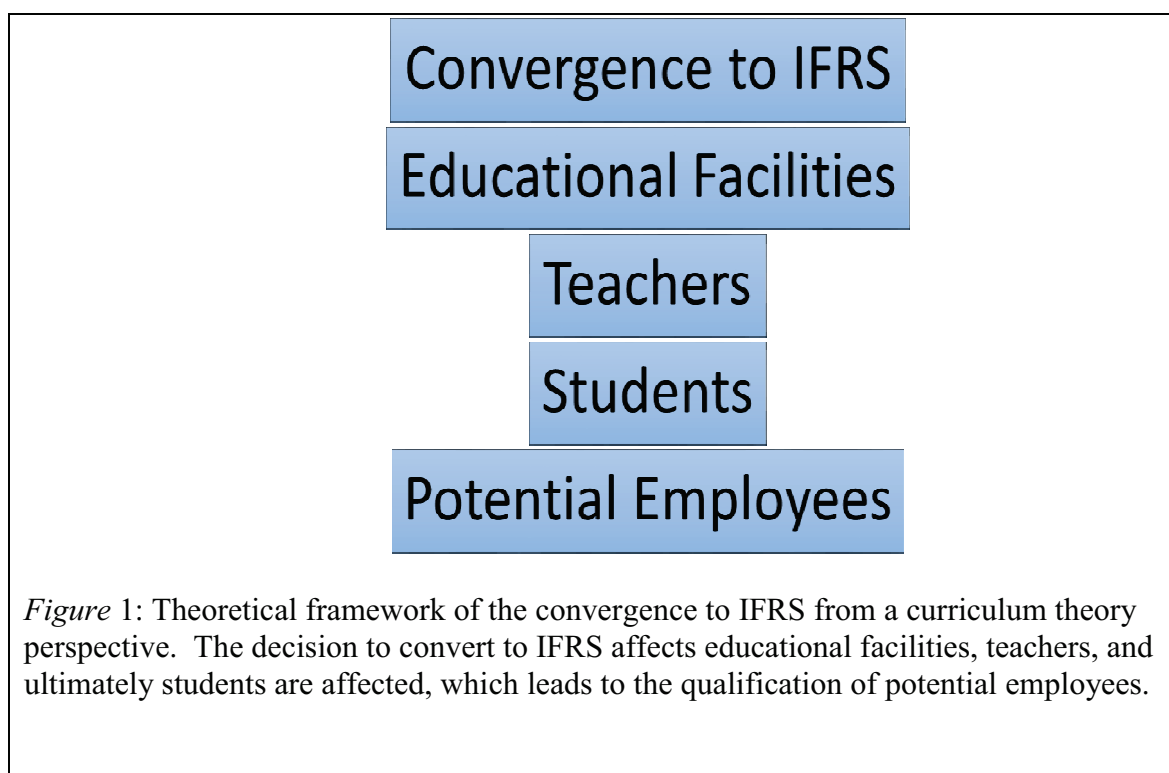 Convergence to IFRS
Educational Facilities
Teachers
Students
Potential Employees
Figure 1: Theoretical framework of the convergence to IFRS from a curriculum theory
perspective.  The decision to convert to IFRS affects educational facilities, teachers, and
ultimately students are affected, which leads to the qualification of potential employees.